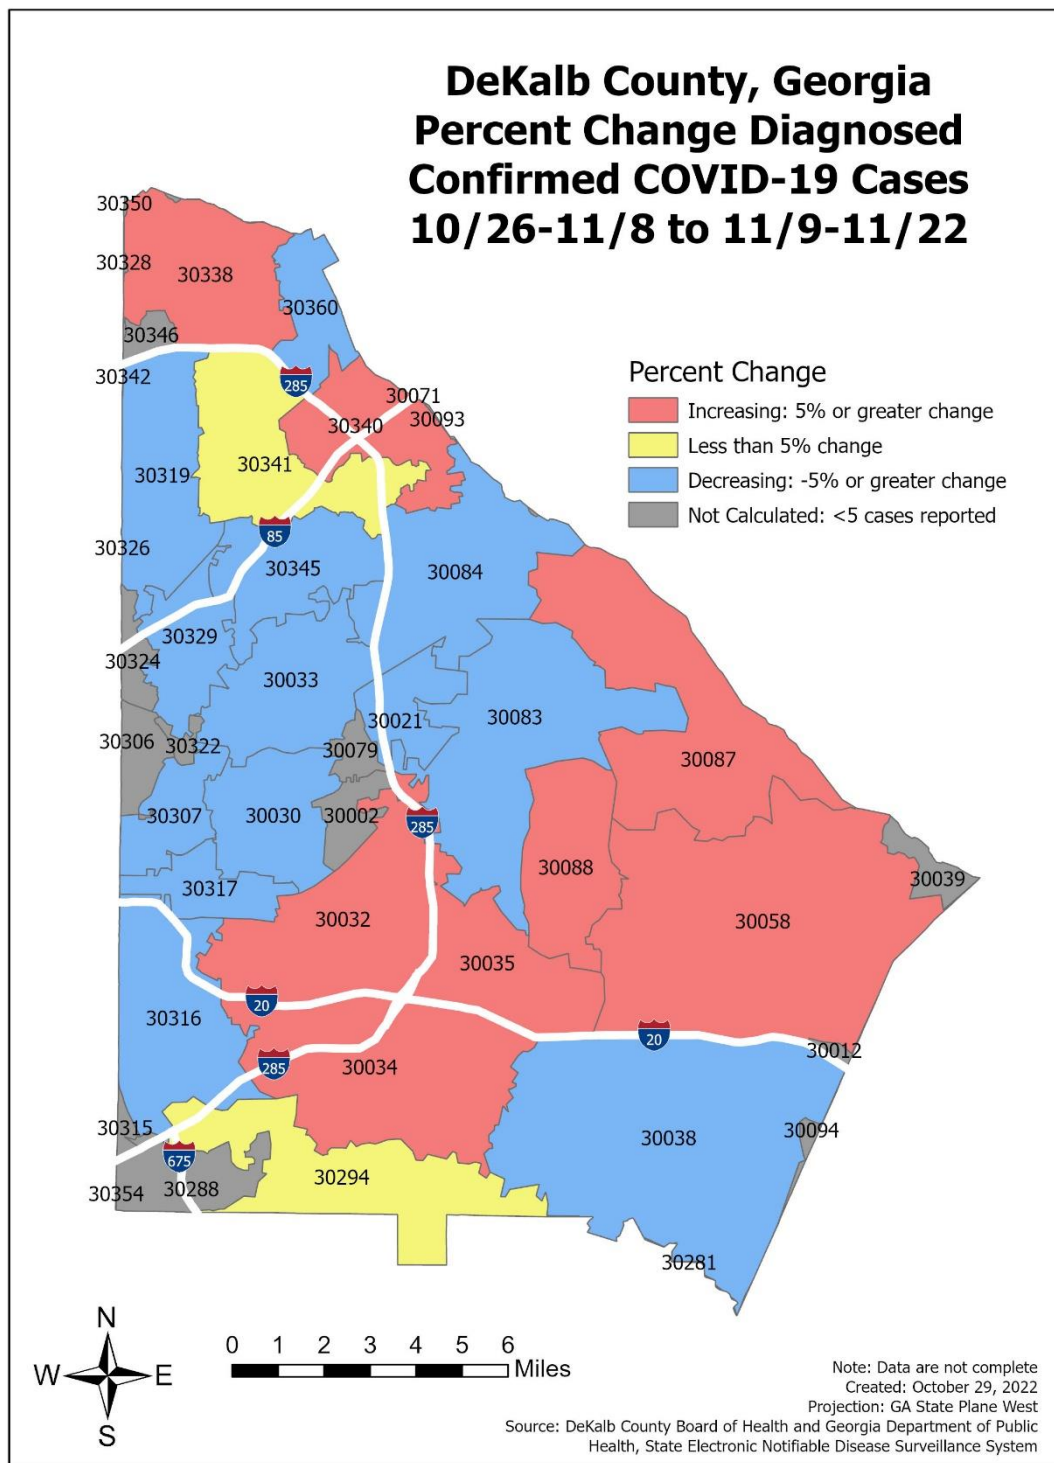 DeKalb County, Georgia
Percent Change Diagnosed
Confirmed COVID-19 Cases
10/26-11/8 to 11/9-11/22
30350
30328
30338
30360
30346
30342
285
30071
30340
30093
30341
30319
85
30326
30345
30084
30329
30324
30033
30306
30322
30079
30021
30083
30087
30307
30030
30002
285
30088
30039
30317
30032
30058
30035
20
30316
20
30012
285
30034
30315
30038
30094
675
30354
30288
30294
30281
Percent Change
Increasing: 5% or greater change
Less than 5% change
Decreasing: -5% or greater change
Not Calculated: <5 cases reported
N
W E
S
0 1 2 3 4 5 6
Miles
Note: Data are not complete
Created: October 29, 2022
Projection: GA State Plane West
Source: DeKalb County Board of Health and Georgia Department of Public
Health, State Electronic Notifiable Disease Surveillance System